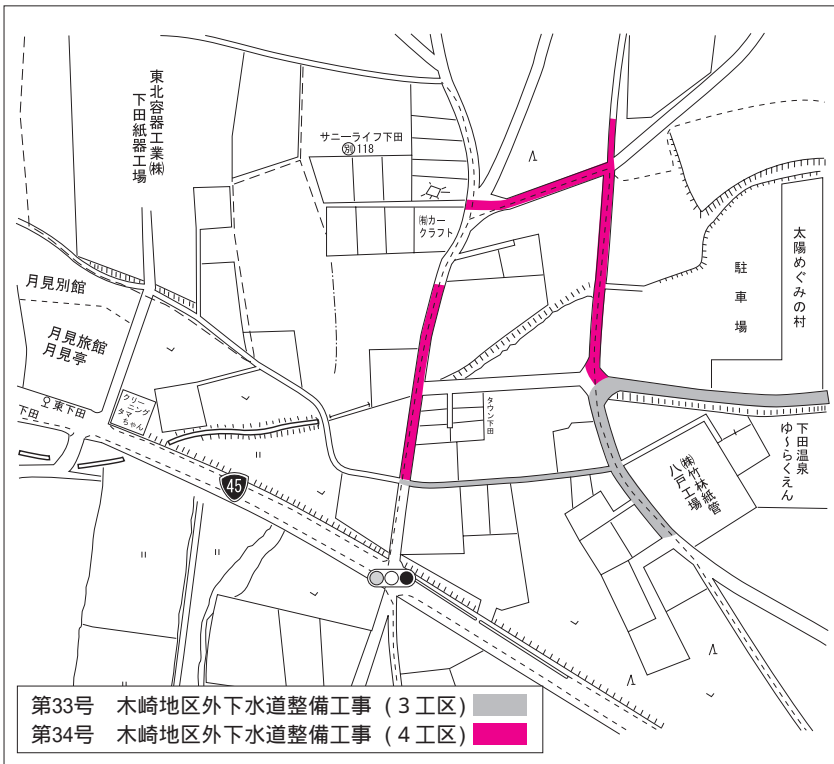 東北容器工業㈱
下田紙器工場
サニーライフ下田
別118
㈲カー
クラフト
月見別館
月見旅館
月見亭
東下田
下田
クリー
ニング
タマー
ちゃん
45
タウン下田
駐車場
太陽めぐみの村
下田温泉
ゆ〜らくえん
㈱竹林紙管
八戸工場
第33号 木崎地区外下水道整備工事 (3工区)
第34号 木崎地区外下水道整備工事 (4工区)